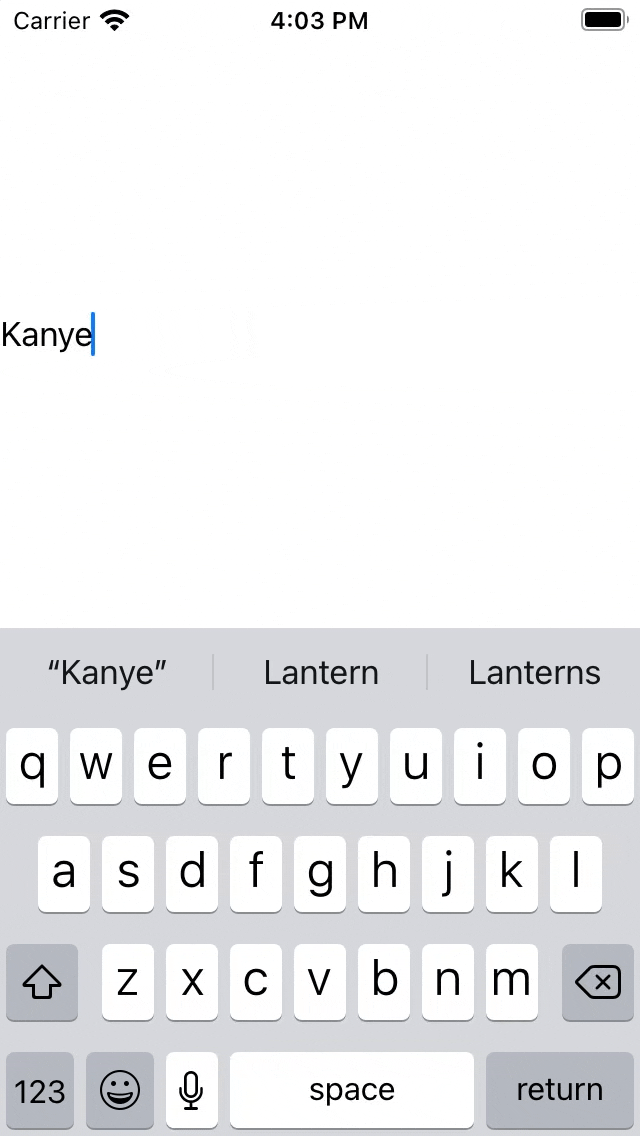 Carrier 4:03 PM
Kanye
“Kanye” Lantern Lanterns
q w e r t y u i o p
a s d f g h j k l
z x c v b n m
123 space return